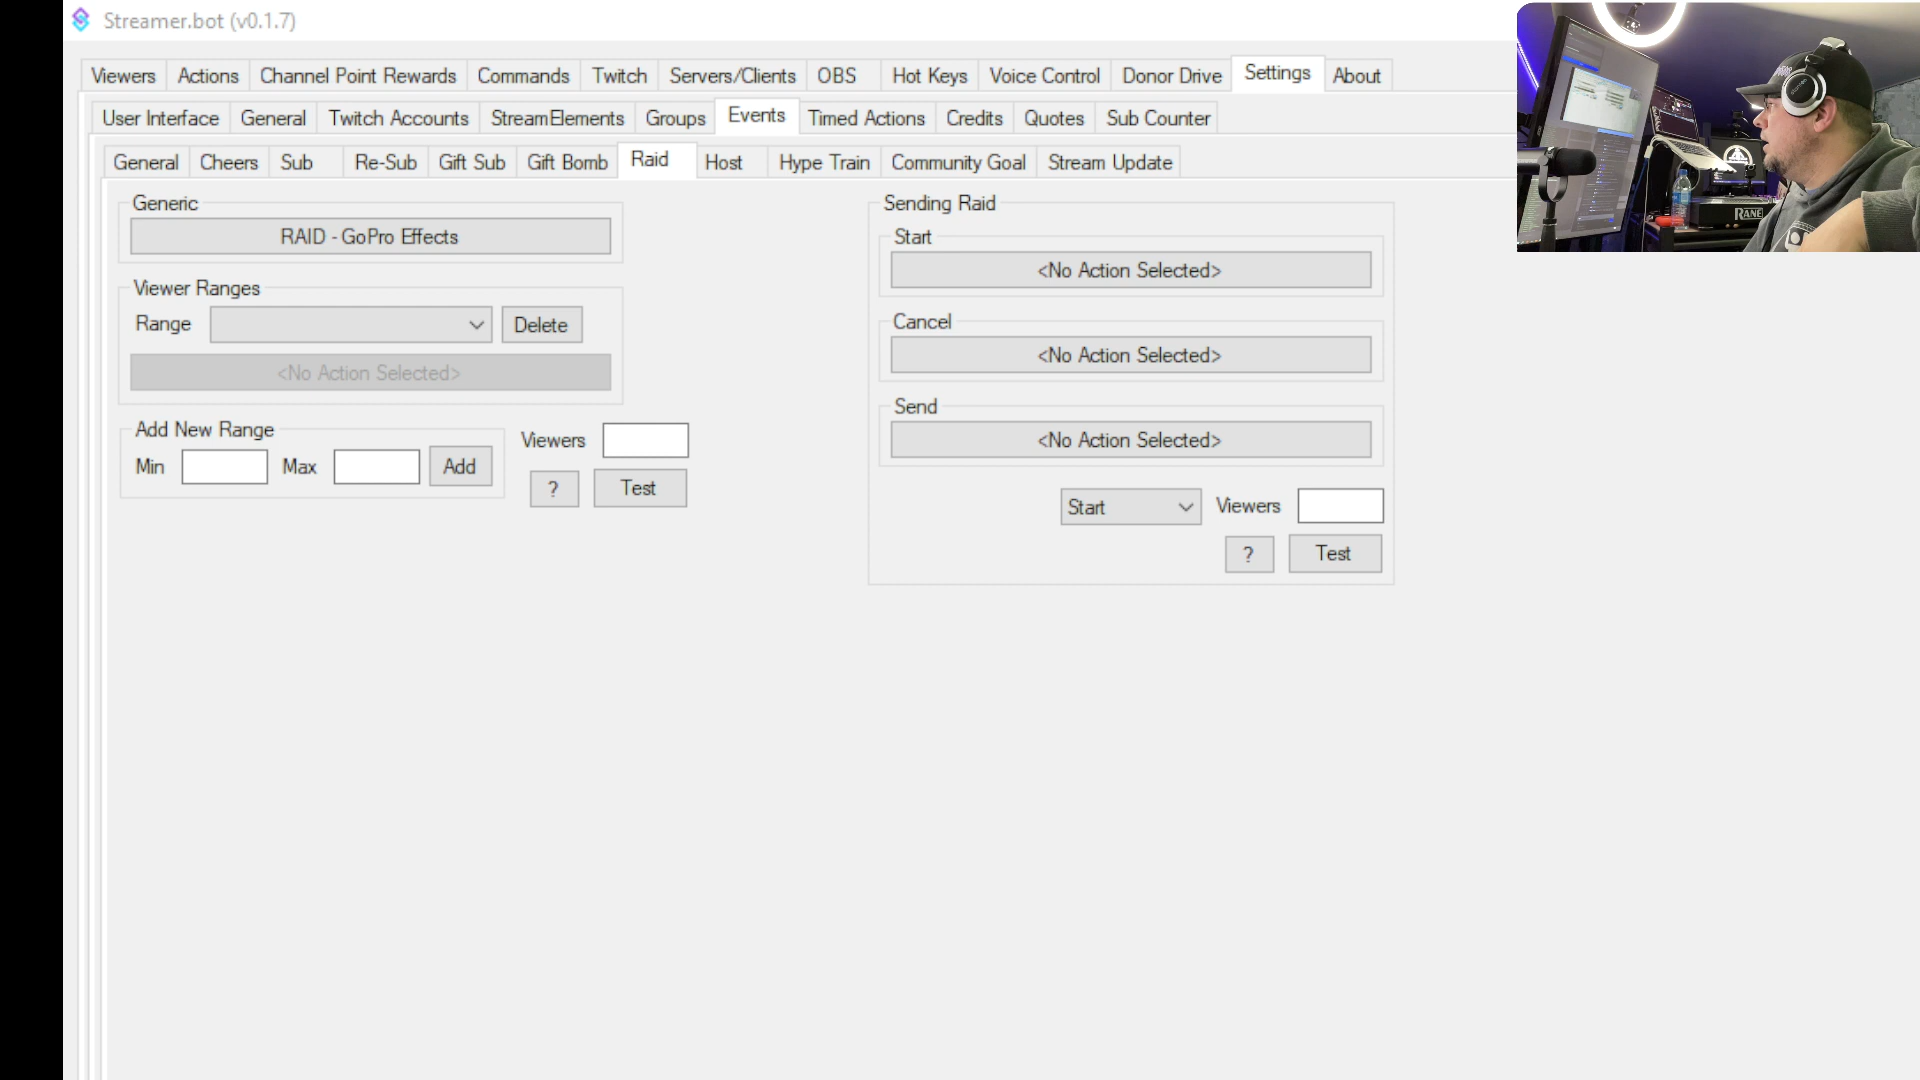 Streamer.bot (v0.1.7)
Viewers Actions Channel Point Rewards Commands Twitch Servers/Clients OBS Hot Keys Voice Control Donor Drive Settings About
User Interface General Twitch Accounts StreamElements Groups Events Timed Actions Credits Quotes Sub Counter
General Cheers Sub Re-Sub Gift Sub Gift Bomb Raid Host Hype Train Community Goal Stream Update
Generic
RAID - GoPro Effects
Viewer Ranges
Range Delete
<No Action Selected>
Add New Range
Min Max Add
Viewers
? Test
Sending Raid
Start
<No Action Selected>
Cancel
<No Action Selected>
Send
<No Action Selected>
Start Viewers
? Test
RANE